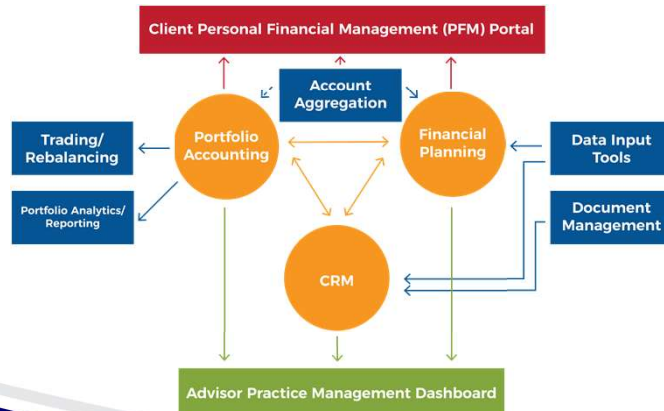 Client Personal Financial Management (PFM) Portal
Account
Aggregation
Portfolio
Accounting
Financial
Planning
Trading/
Rebalancing
Data Input
Tools
Portfolio Analytics/
Reporting
Document
Management
CRM
Advisor Practice Management Dashboard